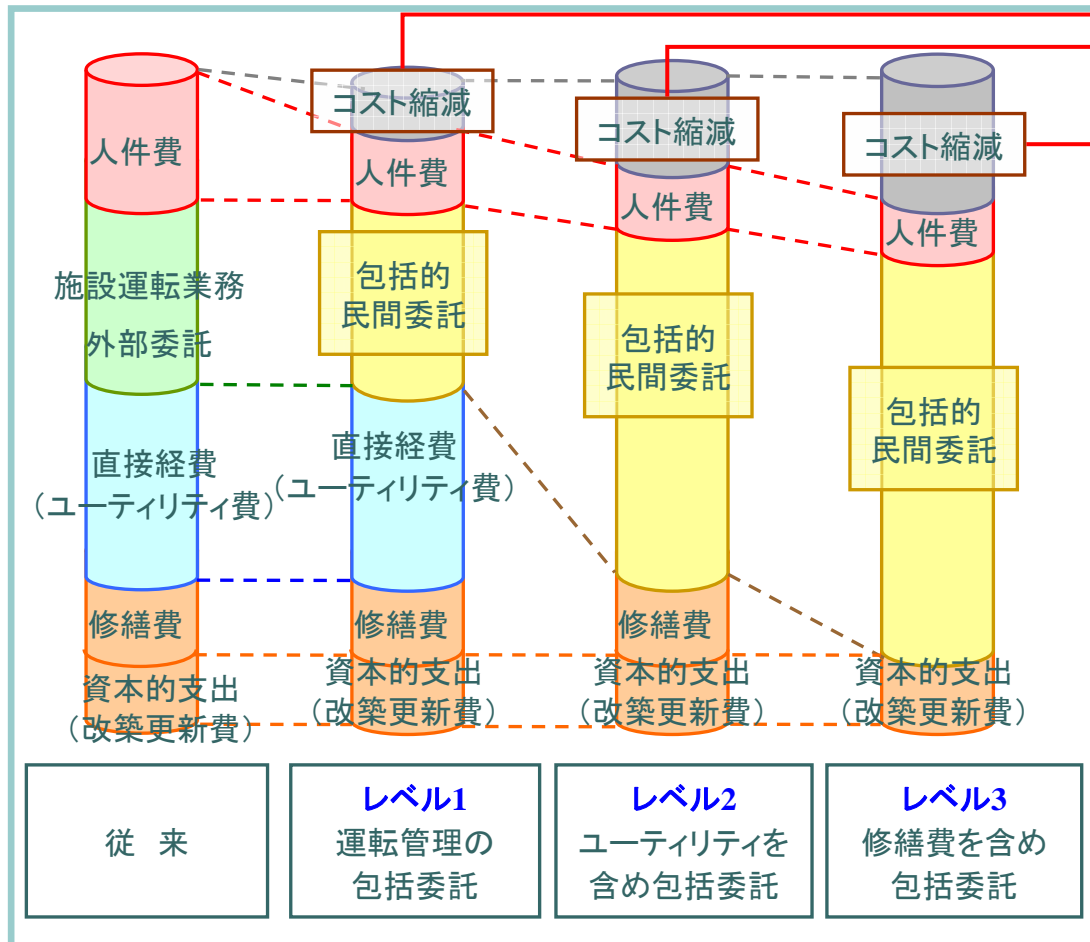 人件費
施設運転業務
外部委託
直接経費
（ユーティリティ費）
修繕費
資本的支出
（改築更新費）
従 来
コスト縮減
人件費
包括的
民間委託
直接経費
（ユーティリティ費）
修繕費
資本的支出
（改築更新費）
レベル1
運転管理の
包括委託
コスト縮減
人件費
包括的
民間委託
修繕費
資本的支出
（改築更新費）
レベル2
ユーティリティを
含め包括委託
コスト縮減
人件費
包括的
民間委託
資本的支出
（改築更新費）
レベル3
修繕費を含め
包括委託